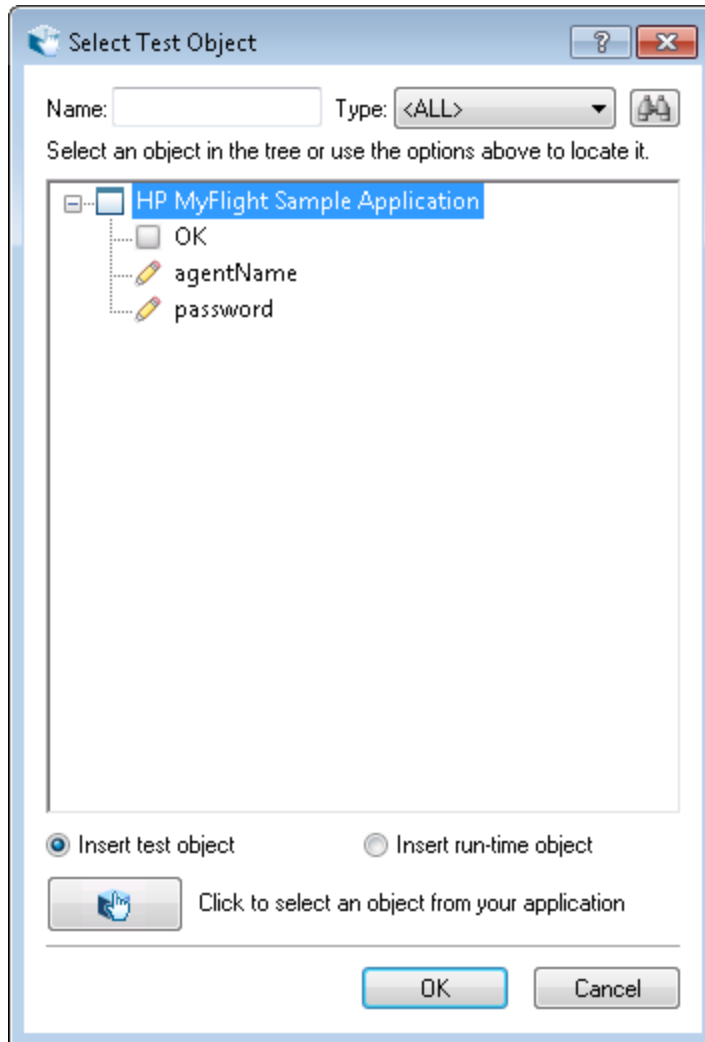 Select Test Object
?
Name: Type: <ALL>
Select an object in the tree or use the options above to locate it.
HP MyFlight Sample Application
OK
agentName
password
Insert test object Insert run-time object
Click to select an object from your application
OK Cancel